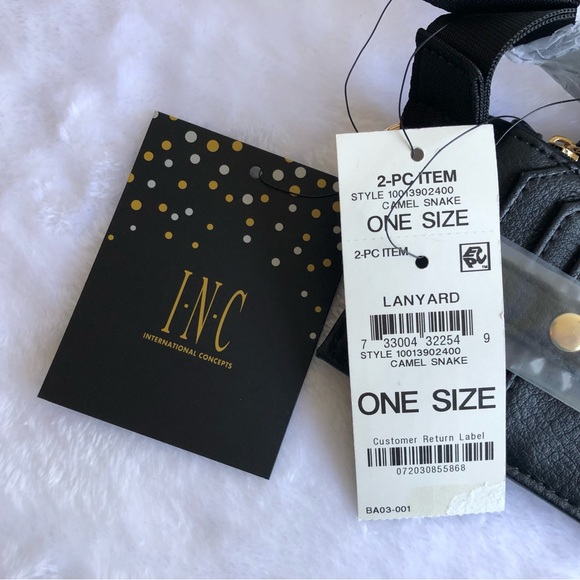 I·N·C
INTERNATIONAL CONCEPTS
2-PC ITEM
STYLE 10013902400
CAMEL SNAKE
ONE SIZE
2-PC ITEM
EPC™
LANYARD
7 33004 32254 9
STYLE 10013902400
CAMEL SNAKE
ONE SIZE
Customer Return Label
072030855868
BA03-001